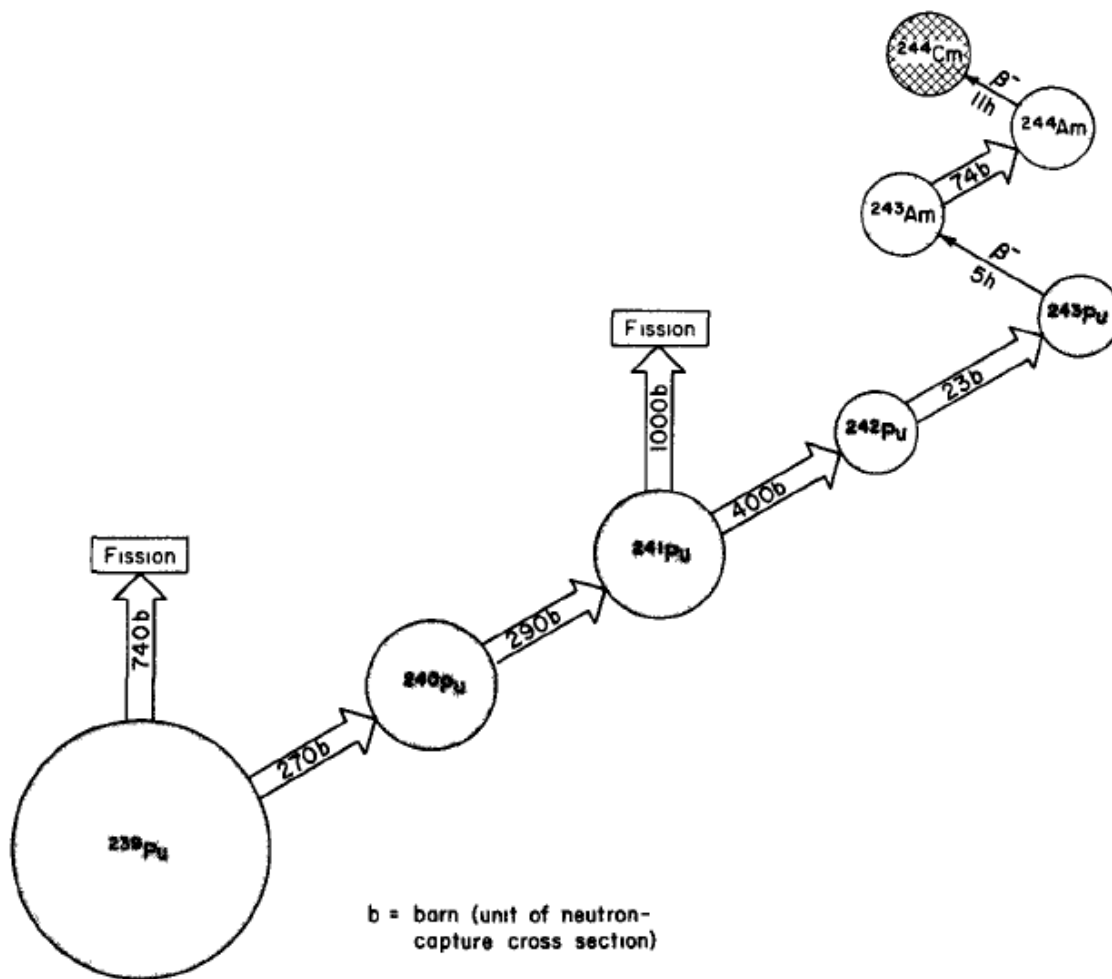 244Cm
β-
11h
244Am
74b
243Am
β-
5h
243Pu
Fission
23b
1000b
242Pu
400b
241Pu
Fission
290b
740b
240Pu
270b
239Pu
b = barn (unit of neutron-
capture cross section)